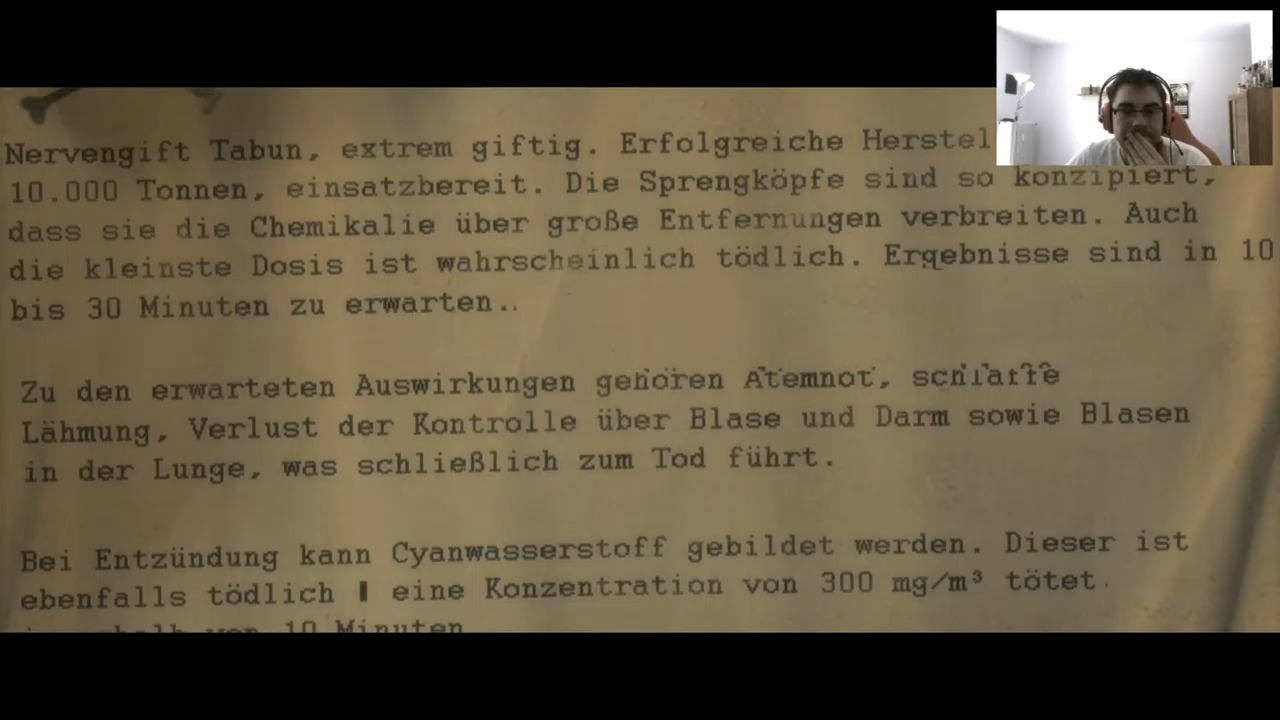 Nervengift Tabun, extrem giftig. Erfolgreiche Herstel
10.000 Tonnen, einsatzbereit. Die Sprengköpfe sind so konzipiert,
dass sie die Chemikalie über große Entfernungen verbreiten. Auch
die kleinste Dosis ist wahrscheinlich tödlich. Ergebnisse sind in 10
bis 30 Minuten zu erwarten..
Zu den erwarteten Auswirkungen gehören Atemnot, schlaffe
Lähmung, Verlust der Kontrolle über Blase und Darm sowie Blasen
in der Lunge, was schließlich zum Tod führt.
Bei Entzündung kann Cyanwasserstoff gebildet werden. Dieser ist
ebenfalls tödlich ▮ eine Konzentration von 300 mg/m³ tötet.
von 10 Minuten